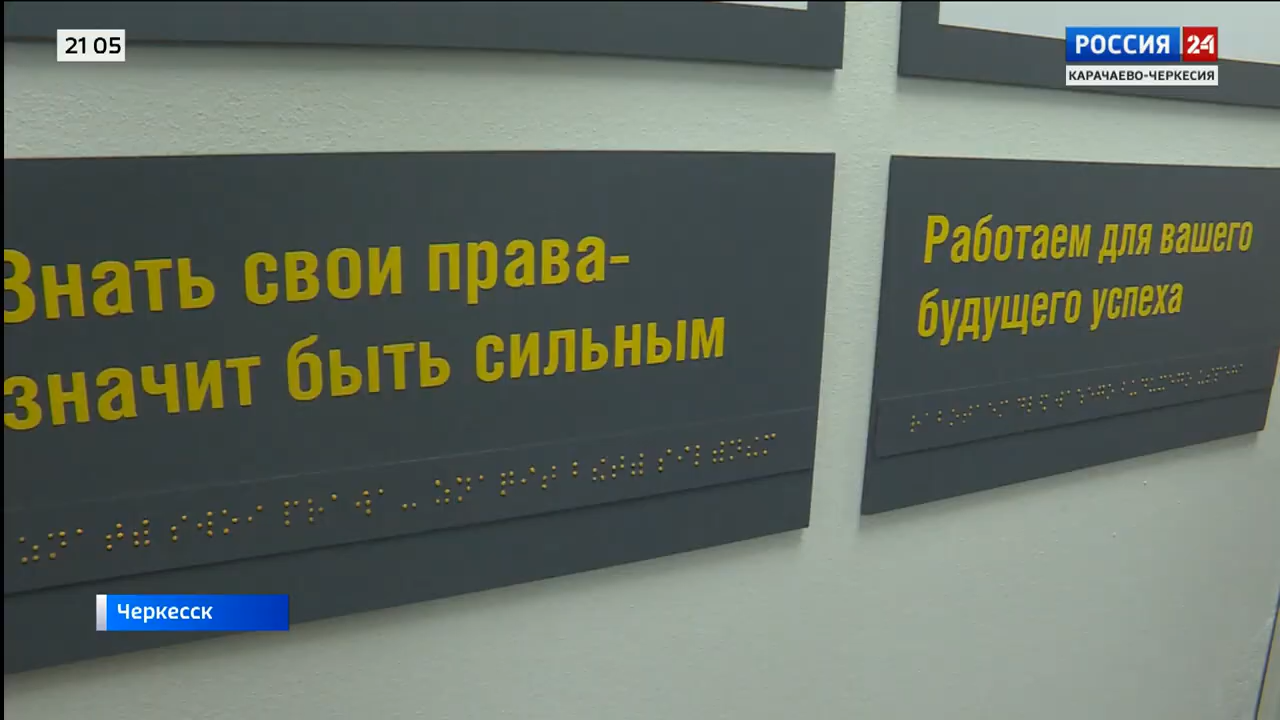 21 05
РОССИЯ 24
КАРАЧАЕВО-ЧЕРКЕСИЯ
Знать свои права-
значит быть сильным
Работаем для вашего
будущего успеха
Черкесск